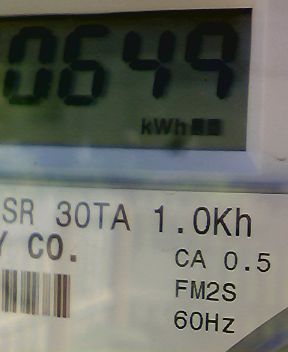 0649
kWh
SR 30TA 1.0Kh
Y CO.
CA 0.5
FM2S
60Hz